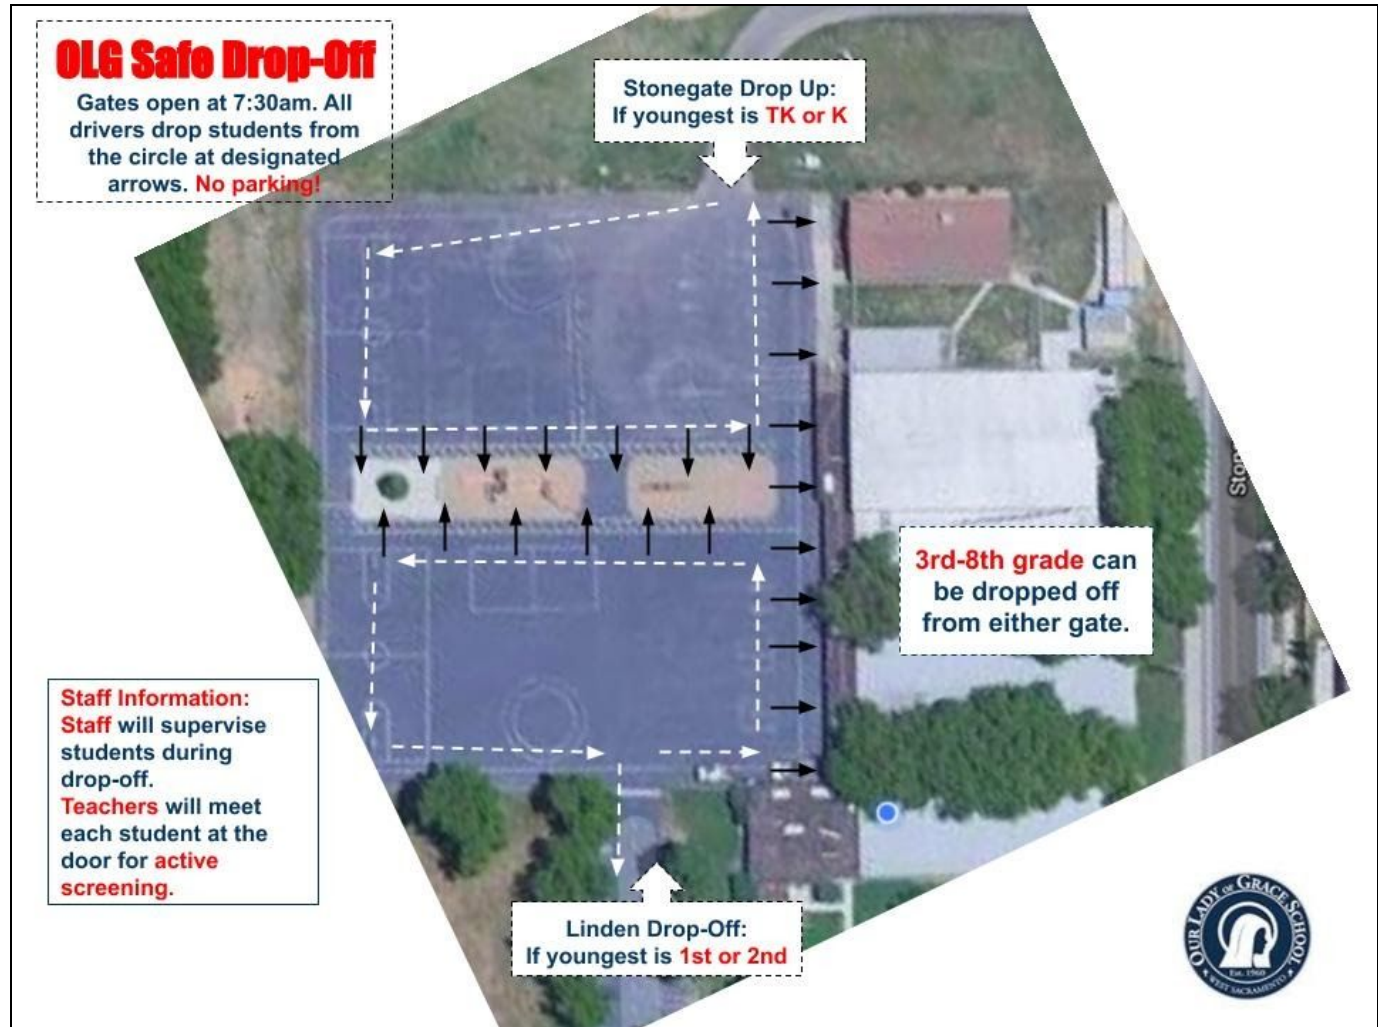 OLG Safe Drop-Off
Gates open at 7:30am. All
drivers drop students from
the circle at designated
arrows. No parking!
Stonegate Drop Up:
If youngest is TK or K
3rd-8th grade can
be dropped off
from either gate.
Staff Information:
Staff will supervise
students during
drop-off.
Teachers will meet
each student at the
door for active
screening.
Linden Drop-Off:
If youngest is 1st or 2nd
OUR LADY OF GRACE SCHOOL
Est. 1960
WEST SACRAMENTO